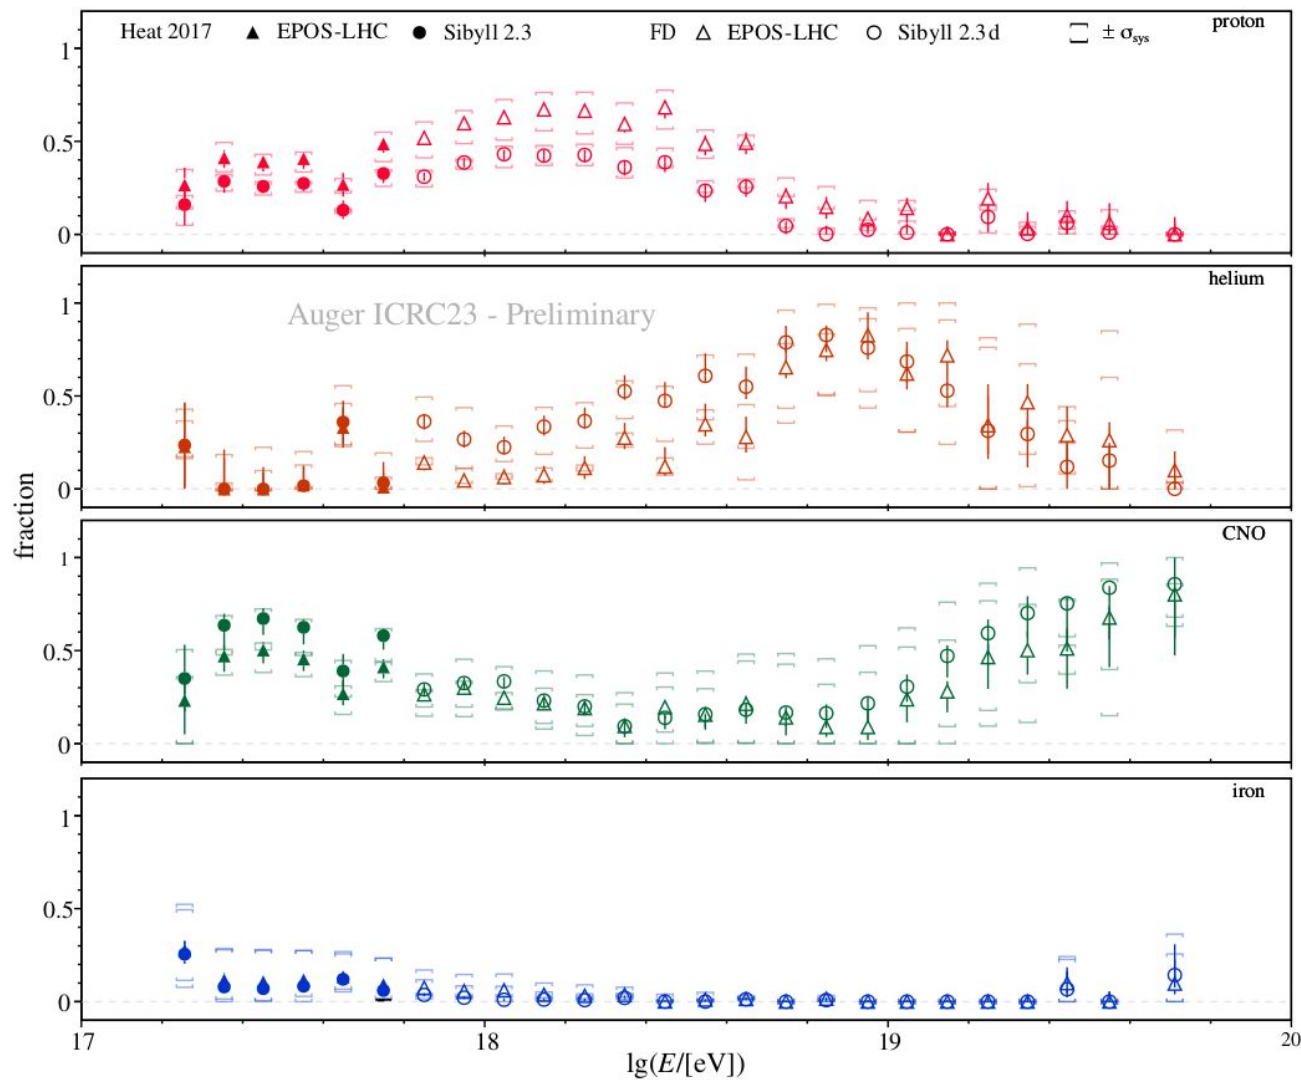 Heat 2017 ▲ EPOS-LHC ● Sibyll 2.3 FD △ EPOS-LHC ○ Sibyll 2.3d ± σsys
proton
1
0.5
0
helium
Auger ICRC23 - Preliminary
1
0.5
0
CNO
1
0.5
0
iron
1
0.5
0
fraction
17 18 19 20
lg(E/[eV])